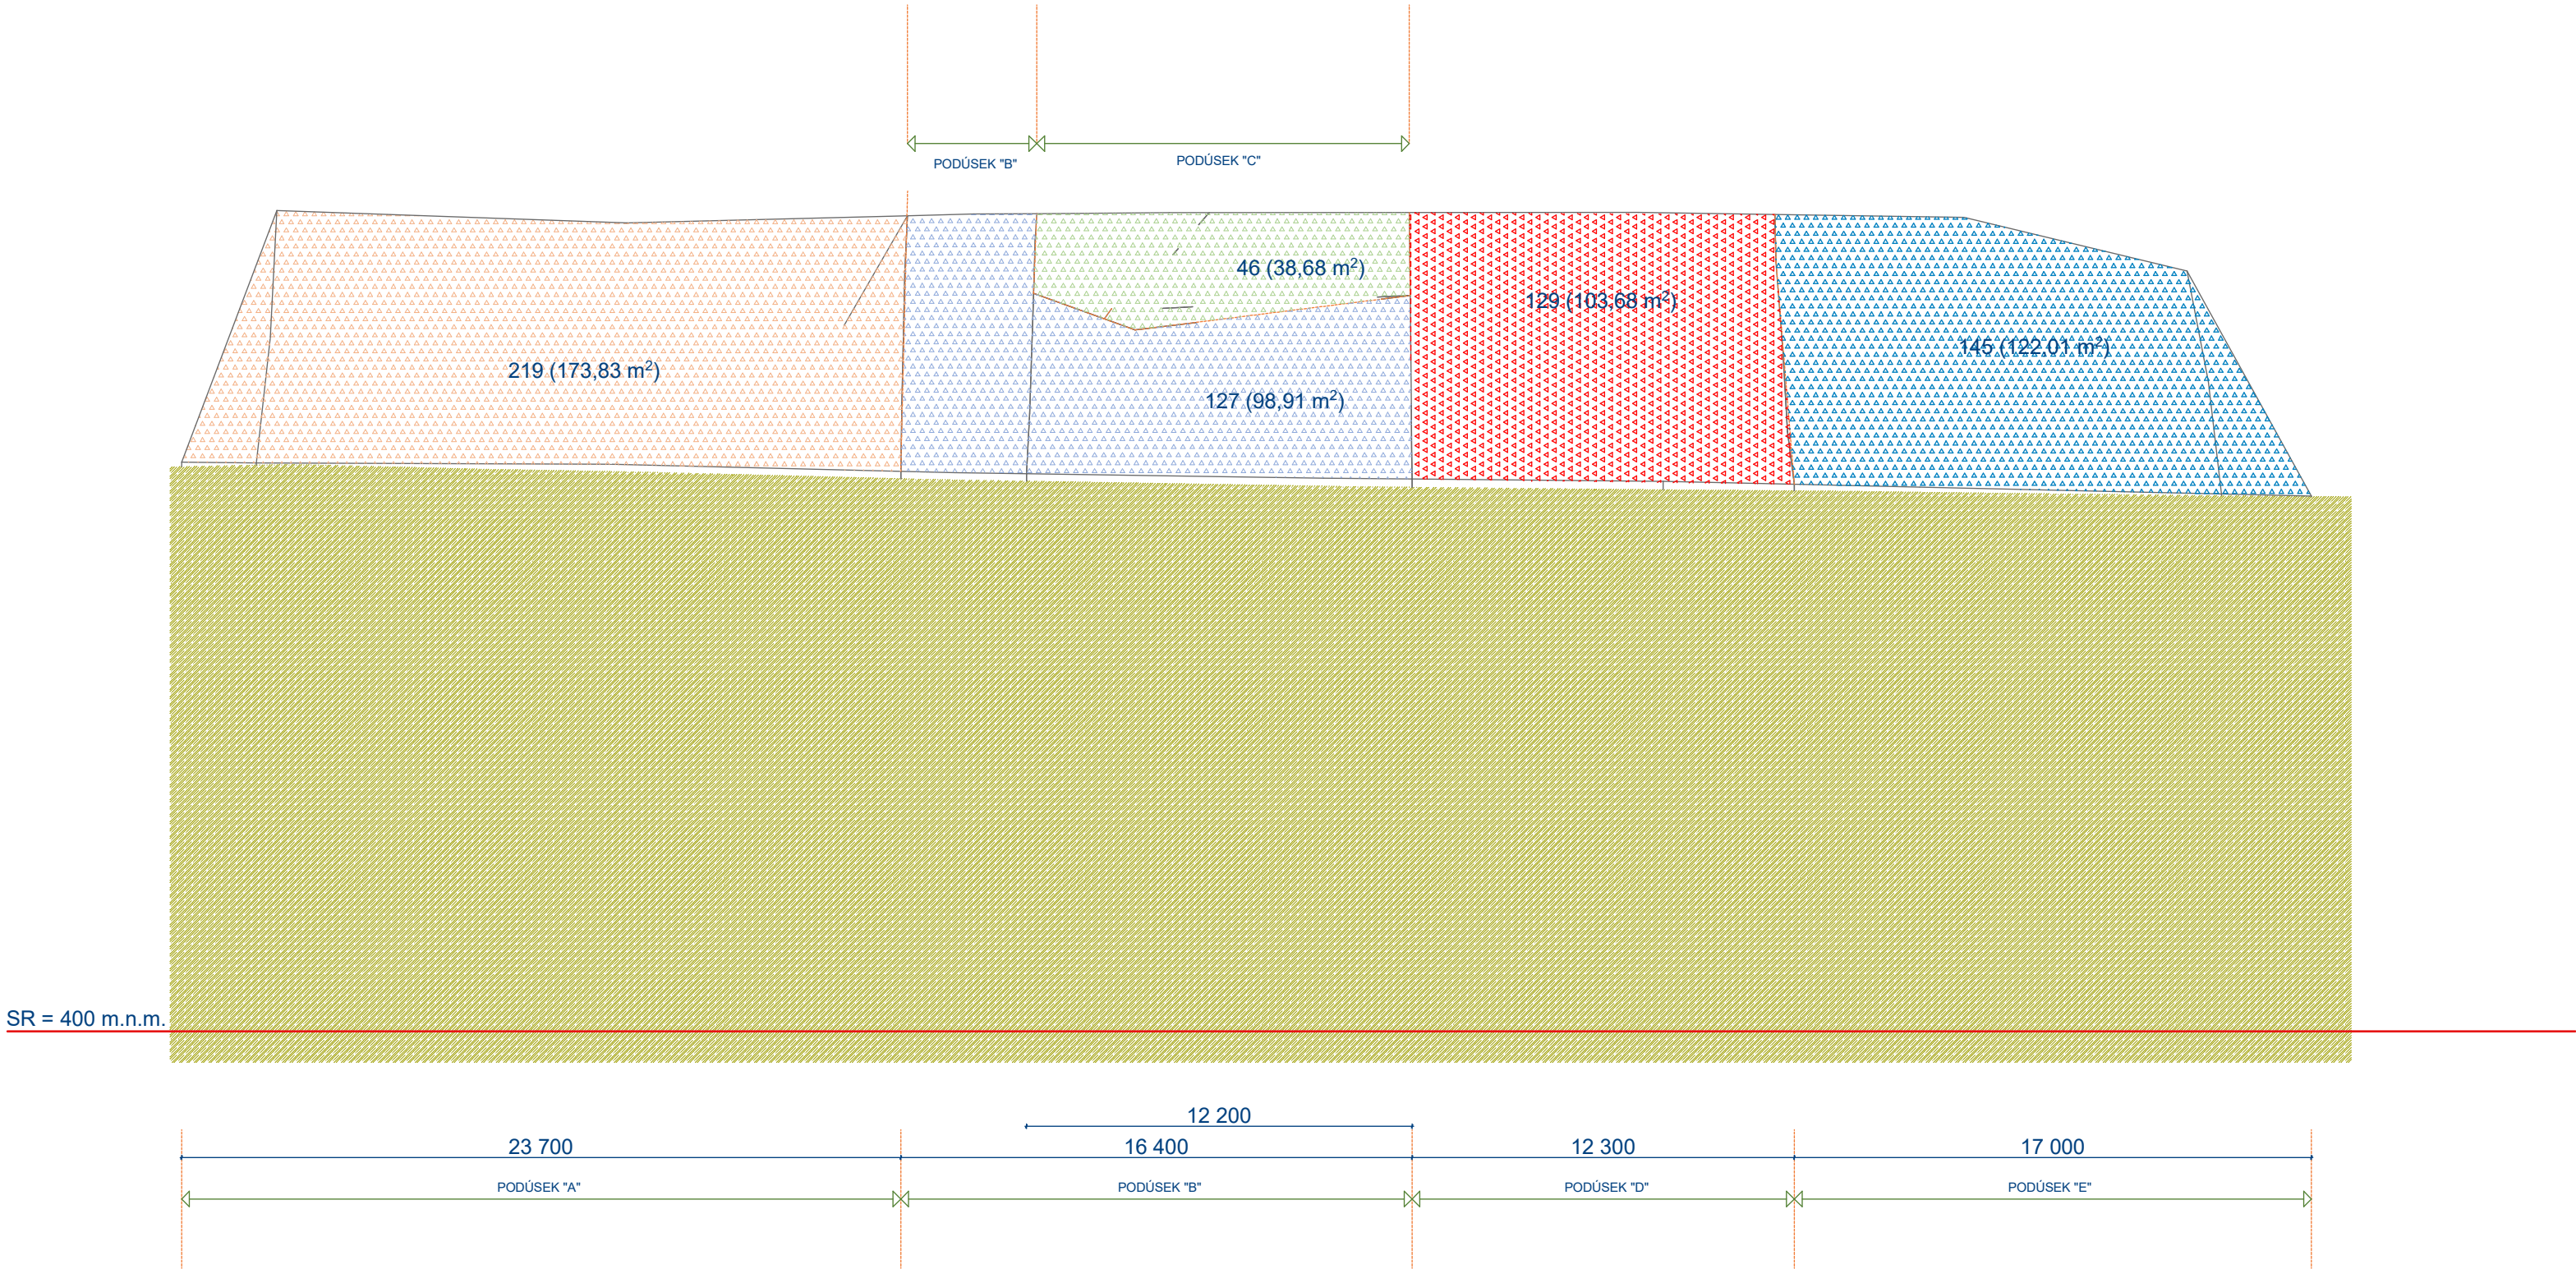 PODÚSEK "B"
PODÚSEK "C"
46 (38,68 m²)
129 (103,68 m²)
145 (122,01 m²)
219 (173,83 m²)
127 (98,91 m²)
SR = 400 m.n.m.
12 200
23 700
16 400
12 300
17 000
PODÚSEK "A"
PODÚSEK "B"
PODÚSEK "D"
PODÚSEK "E"